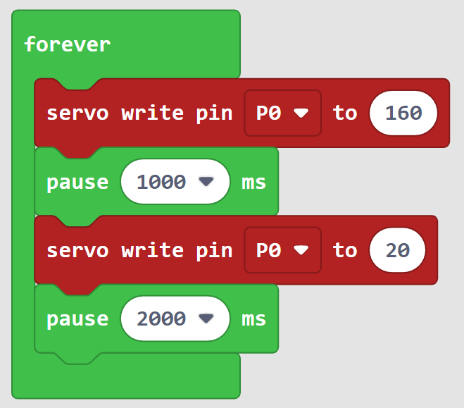 forever
servo write pin P0 to 160
pause 1000 ms
servo write pin P0 to 20
pause 2000 ms